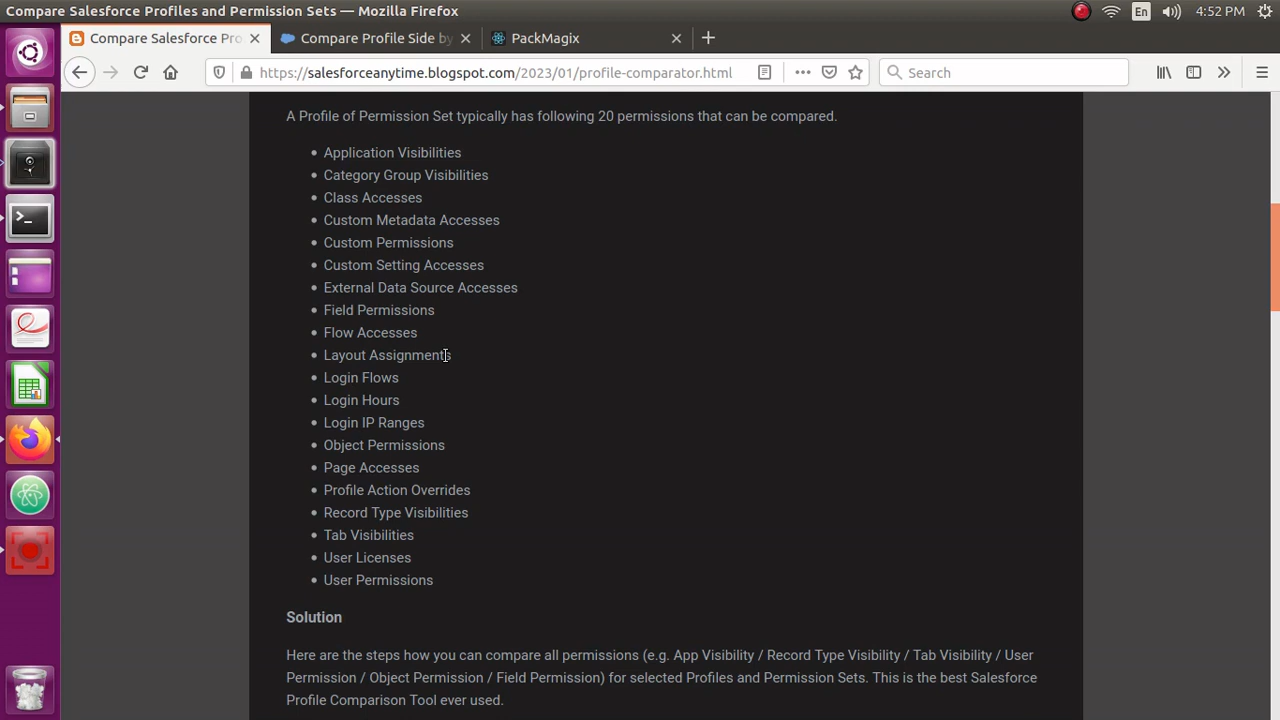 Compare Salesforce Profiles and Permission Sets — Mozilla Firefox
En
4:52 PM
Compare Salesforce Pro
Compare Profile Side by
PackMagix
https://salesforceanytime.blogspot.com/2023/01/profile-comparator.html
Search
A Profile of Permission Set typically has following 20 permissions that can be compared.
Application Visibilities
Category Group Visibilities
Class Accesses
Custom Metadata Accesses
Custom Permissions
Custom Setting Accesses
External Data Source Accesses
Field Permissions
Flow Accesses
Layout Assignments
Login Flows
Login Hours
Login IP Ranges
Object Permissions
Page Accesses
Profile Action Overrides
Record Type Visibilities
Tab Visibilities
User Licenses
User Permissions
Solution
Here are the steps how you can compare all permissions (e.g. App Visibility / Record Type Visibility / Tab Visibility / User
Permission / Object Permission / Field Permission) for selected Profiles and Permission Sets. This is the best Salesforce
Profile Comparison Tool ever used.